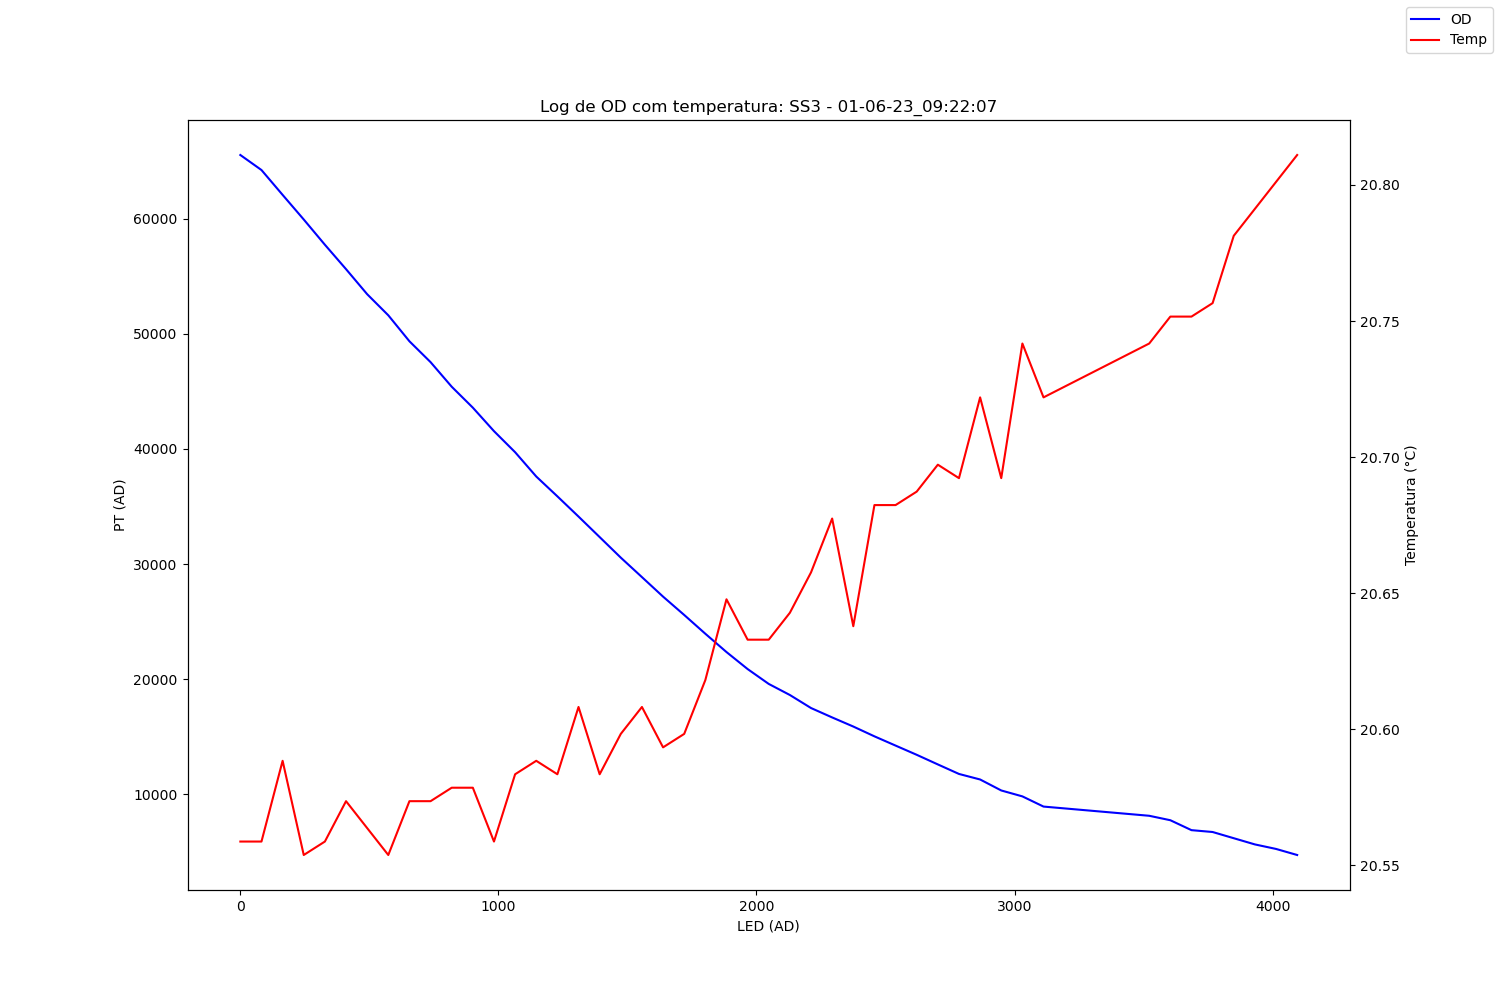 OD
Temp
Log de OD com temperatura: SS3 - 01-06-23_09:22:07
60000
50000
40000
30000
20000
10000
PT (AD)
20.80
20.75
20.70
20.65
20.60
20.55
Temperatura (°C)
0 1000 2000 3000 4000
LED (AD)